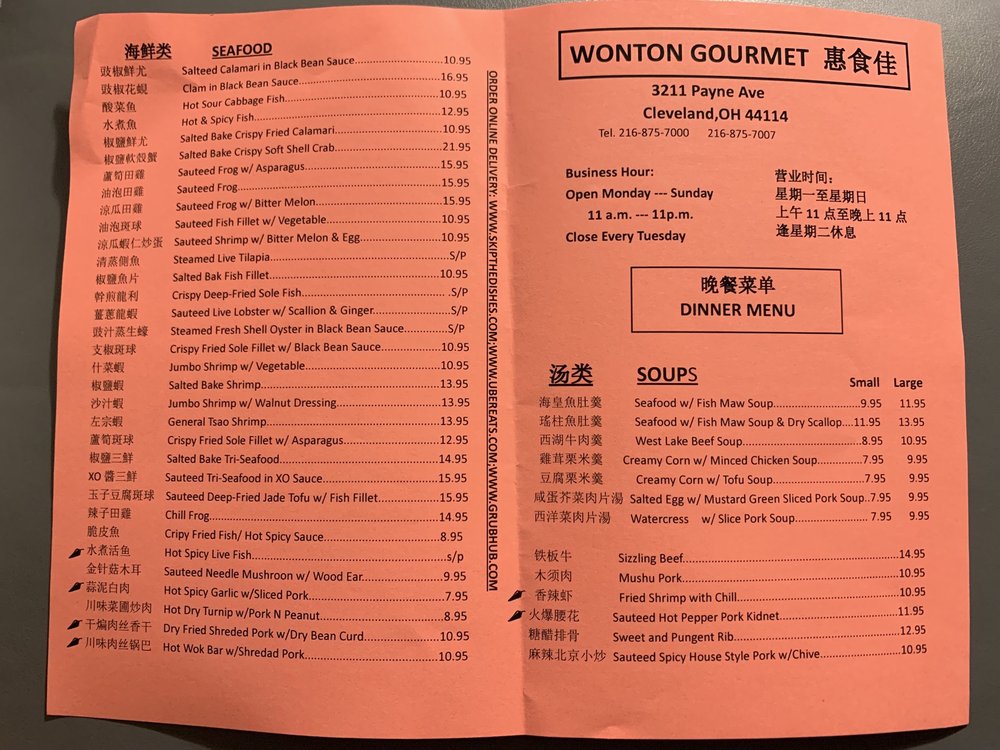 海鲜类 SEAFOOD
豉椒鮮尤 Salteed Calamari in Black Bean Sauce 10.95
豉椒花蜆 Clam in Black Bean Sauce 16.95
酸菜魚 Hot Sour Cabbage Fish 10.95
水煮魚 Hot & Spicy Fish 12.95
椒鹽鮮尤 Salted Bake Crispy Fried Calamari 10.95
椒鹽軟殼蟹 Salted Bake Crispy Soft Shell Crab 21.95
蘆筍田雞 Sauteed Frog w/ Asparagus 15.95
油泡田雞 Sauteed Frog 15.95
涼瓜田雞 Sauteed Frog w/ Bitter Melon 15.95
油泡斑球 Sauteed Fish Fillet w/ Vegetable 10.95
涼瓜蝦仁炒蛋 Sauteed Shrimp w/ Bitter Melon & Egg 10.95
清蒸側魚 Steamed Live Tilapia S/P
椒鹽魚片 Salted Bak Fish Fillet 10.95
幹煎龍利 Crispy Deep-Fried Sole Fish S/P
薑蔥龍蝦 Sauteed Live Lobster w/ Scallion & Ginger S/P
豉汁蒸生蠔 Steamed Fresh Shell Oyster in Black Bean Sauce S/P
支椒斑球 Crispy Fried Sole Fillet w/ Black Bean Sauce 10.95
什菜蝦 Jumbo Shrimp w/ Vegetable 10.95
椒鹽蝦 Salted Bake Shrimp 13.95
沙汁蝦 Jumbo Shrimp w/ Walnut Dressing 13.95
左宗蝦 General Tsao Shrimp 13.95
蘆筍斑球 Crispy Fried Sole Fillet w/ Asparagus 12.95
椒鹽三鮮 Salted Bake Tri-Seafood 14.95
XO 醬三鮮 Sauteed Tri-Seafood in XO Sauce 15.95
玉子豆腐斑球 Sauteed Deep-Fried Jade Tofu w/ Fish Fillet 15.95
辣子田雞 Chill Frog 14.95
脆皮魚 Cripy Fried Fish/ Hot Spicy Sauce 8.95
水煮活鱼 Hot Spicy Live Fish s/p
金针菇木耳 Sauteed Needle Mushroom w/ Wood Ear 9.95
蒜泥白肉 Hot Spicy Garlic w/Sliced Pork 7.95
川味菜圃炒肉 Hot Dry Turnip w/Pork N Peanut 8.95
干煸肉丝香干 Dry Fried Shreded Pork w/Dry Bean Curd 10.95
川味肉丝锅巴 Hot Wok Bar w/Shredad Pork 10.95
ORDER ONLINE DELIVERY: WWW.SKIPTHEDISHES.COM;WWW.UBEREATS.COM;WWW.GRUBHUB.COM
WONTON GOURMET 惠食佳
3211 Payne Ave
Cleveland,OH 44114
Tel. 216-875-7000 216-875-7007
Business Hour: 营业时间：
Open Monday --- Sunday 星期一至星期日
11 a.m. --- 11p.m. 上午 11 点至晚上 11 点
Close Every Tuesday 逢星期二休息
晚餐菜单
DINNER MENU
汤类 SOUPS Small Large
海皇魚肚羹 Seafood w/ Fish Maw Soup 9.95 11.95
瑤柱魚肚羹 Seafood w/ Fish Maw Soup & Dry Scallop 11.95 13.95
西湖牛肉羹 West Lake Beef Soup 8.95 10.95
雞茸栗米羹 Creamy Corn w/ Minced Chicken Soup 7.95 9.95
豆腐栗米羹 Creamy Corn w/ Tofu Soup 7.95 9.95
咸蛋芥菜肉片湯 Salted Egg w/ Mustard Green Sliced Pork Soup 7.95 9.95
西洋菜肉片湯 Watercress w/ Slice Pork Soup 7.95 9.95
铁板牛 Sizzling Beef 14.95
木须肉 Mushu Pork 10.95
香辣虾 Fried Shrimp with Chill 10.95
火爆腰花 Sauteed Hot Pepper Pork Kidnet 11.95
糖醋排骨 Sweet and Pungent Rib 12.95
麻辣北京小炒 Sauteed Spicy House Style Pork w/Chive 10.95